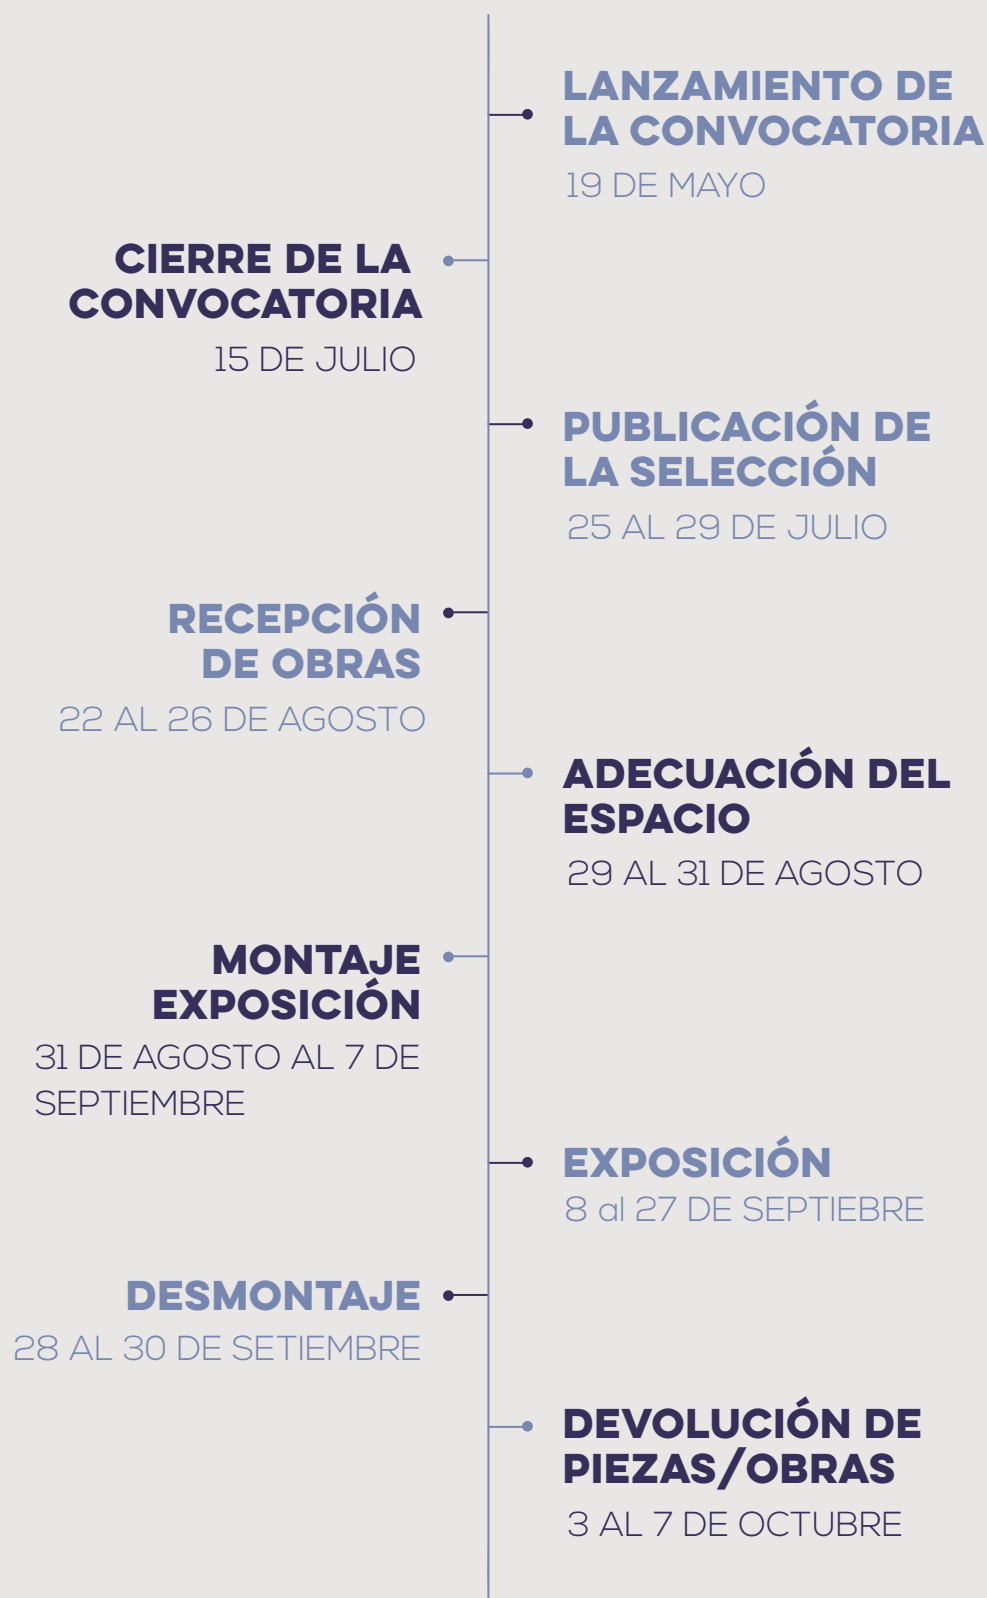 LANZAMIENTO DE
LA CONVOCATORIA
19 DE MAYO
CIERRE DE LA
CONVOCATORIA
15 DE JULIO
PUBLICACIÓN DE
LA SELECCIÓN
25 AL 29 DE JULIO
RECEPCIÓN
DE OBRAS
22 AL 26 DE AGOSTO
ADECUACIÓN DEL
ESPACIO
29 AL 31 DE AGOSTO
MONTAJE
EXPOSICIÓN
31 DE AGOSTO AL 7 DE
SEPTIEMBRE
EXPOSICIÓN
8 al 27 DE SEPTIEBRE
DESMONTAJE
28 AL 30 DE SETIEMBRE
DEVOLUCIÓN DE
PIEZAS/OBRAS
3 AL 7 DE OCTUBRE